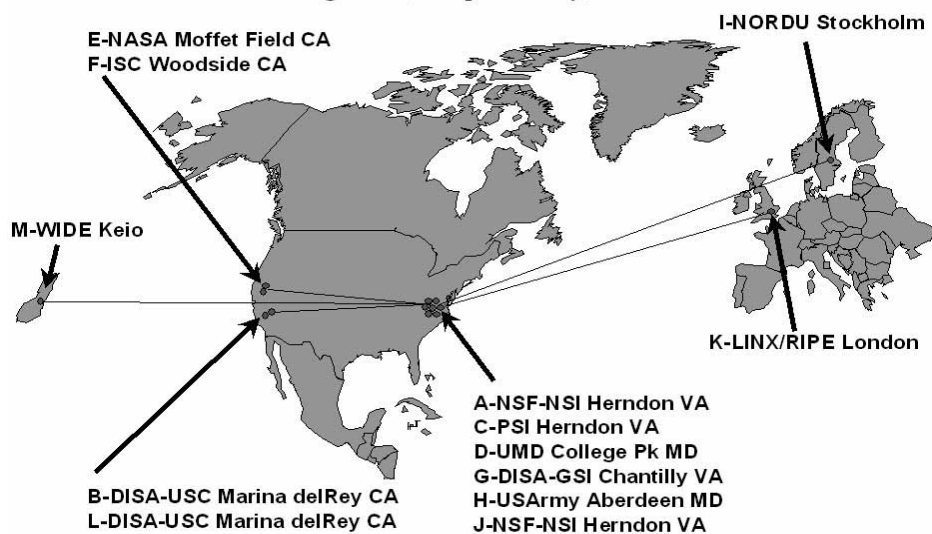 E-NASA Moffet Field CA
F-ISC Woodside CA
I-NORDU Stockholm
M-WIDE Keio
K-LINX/RIPE London
A-NSF-NSI Herndon VA
C-PSI Herndon VA
D-UMD College Pk MD
G-DISA-GSI Chantilly VA
H-USArmy Aberdeen MD
J-NSF-NSI Herndon VA
B-DISA-USC Marina delRey CA
L-DISA-USC Marina delRey CA